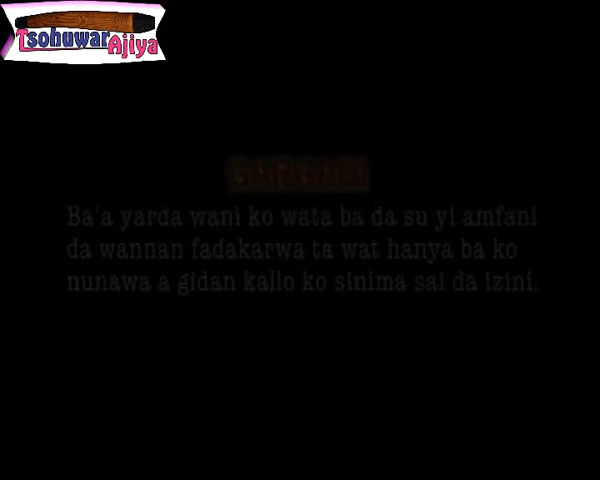 Tsohuwar
Ajiya
GARGADI
Ba'a yarda wani ko wata ba da su yi amfani
da wannan fadakarwa ta wat hanya ba ko
nunawa a gidan kallo ko sinima sai da izini.